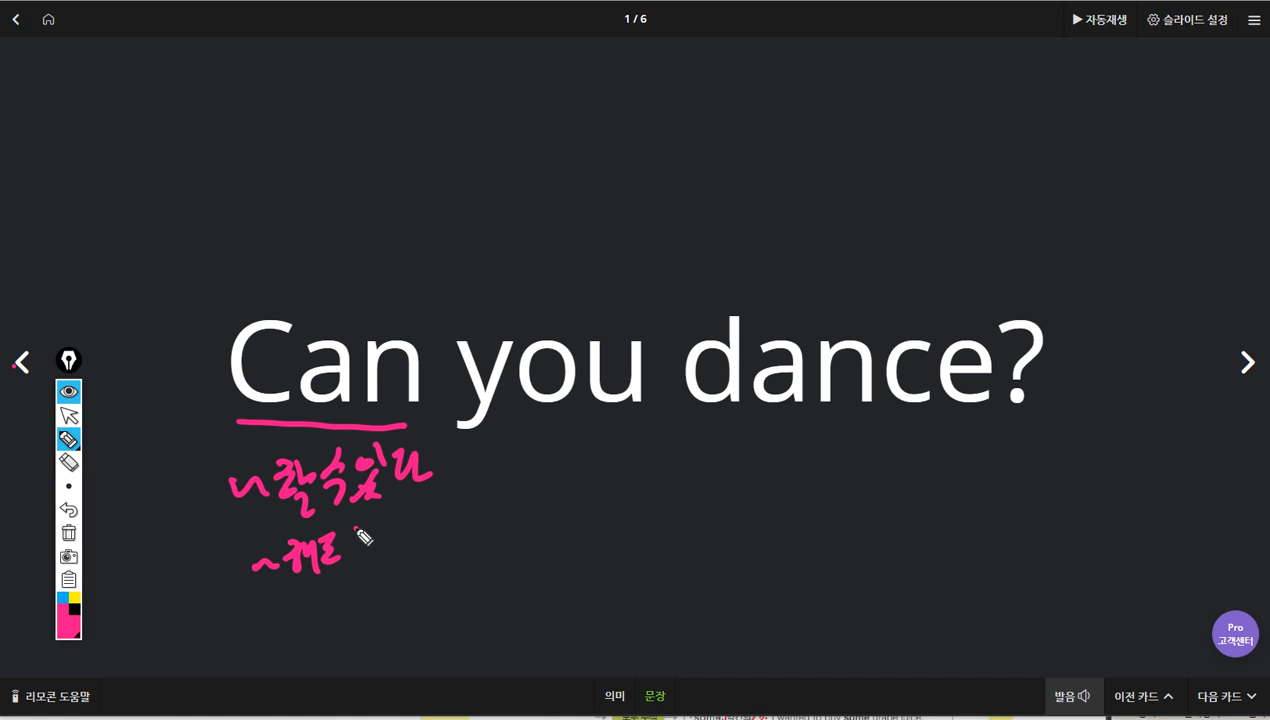 1 / 6
▶ 자동재생
슬라이드 설정
Can you dance?
~할 수 있다
~해도
Pro
고객센터
리모콘 도움말
의미
문장
발음
이전 카드
다음 카드